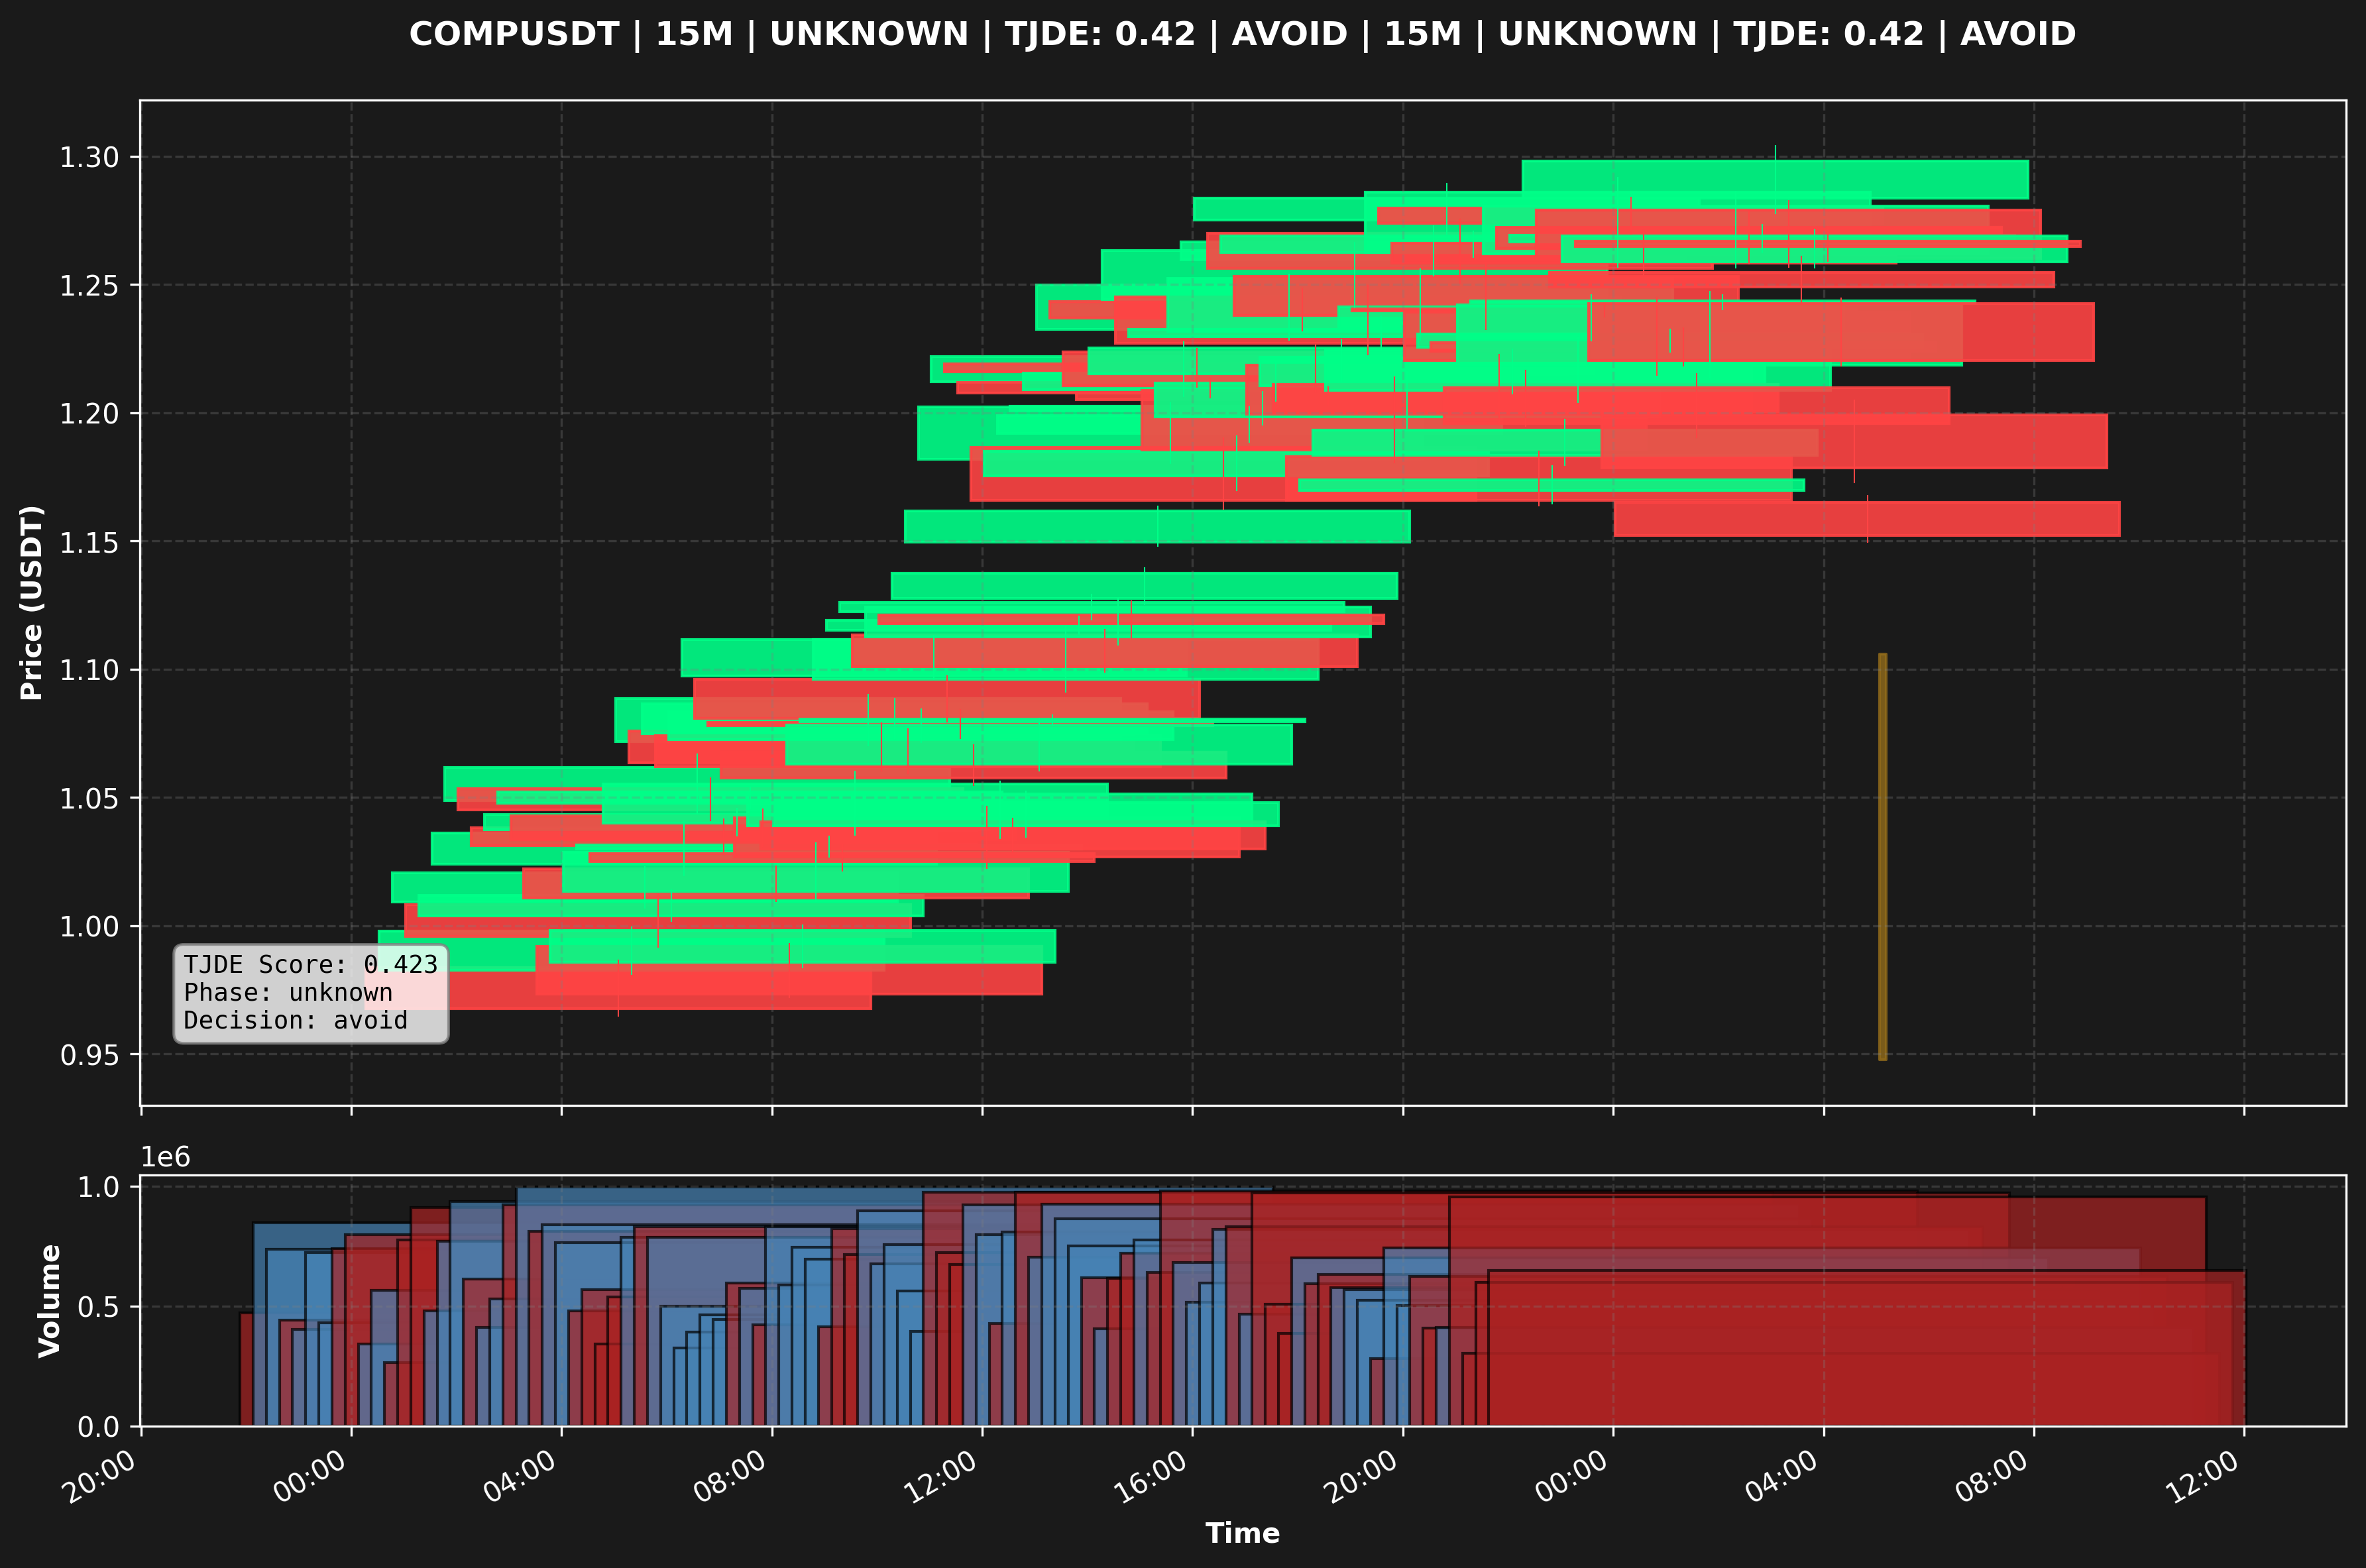 COMPUSDT | 15M | UNKNOWN | TJDE: 0.42 | AVOID | 15M | UNKNOWN | TJDE: 0.42 | AVOID
Price (USDT)
1.30
1.25
1.20
1.15
1.10
1.05
1.00
0.95
TJDE Score: 0.423
Phase: unknown
Decision: avoid
1e6
Volume
1.0
0.5
0.0
20:00
00:00
04:00
08:00
12:00
16:00
20:00
00:00
04:00
08:00
12:00
Time